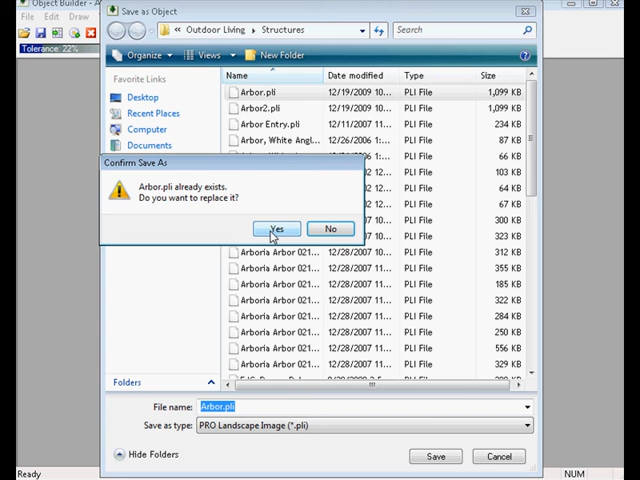 Object Builder - A
Edit Draw
Tolerance: 22%
Save as Object
« Outdoor Living ▸ Structures
Search
Organize Views New Folder
Favorite Links
Desktop
Recent Places
Computer
Documents
Name Date modified Type Size
Arbor.pli 12/19/2009 10... PLI File 1,099 KB
Arbor2.pli 12/19/2009 10... PLI File 1,099 KB
Arbor Entry.pli 12/11/2007 11... PLI File 234 KB
Arbor, White Angl... 12/26/2006 1... PLI File 87 KB
PLI File 66 KB
PLI File 103 KB
PLI File 64 KB
PLI File 67 KB
PLI File 300 KB
PLI File 323 KB
Confirm Save As
Arbor.pli already exists.
Do you want to replace it?
Yes No
Arboria Arbor 021... 12/28/2007 11... PLI File 312 KB
Arboria Arbor 021... 12/28/2007 11... PLI File 355 KB
Arboria Arbor 021... 12/28/2007 11... PLI File 185 KB
Arboria Arbor 021... 12/28/2007 11... PLI File 322 KB
Arboria Arbor 021... 12/28/2007 11... PLI File 284 KB
Arboria Arbor 021... 12/28/2007 11... PLI File 250 KB
Arboria Arbor 021... 12/28/2007 11... PLI File 556 KB
Arboria Arbor 021... 12/28/2007 11... PLI File 329 KB
Folders
File name: Arbor.pli
Save as type: PRO Landscape Image (*.pli)
Hide Folders Save Cancel
Ready NUM